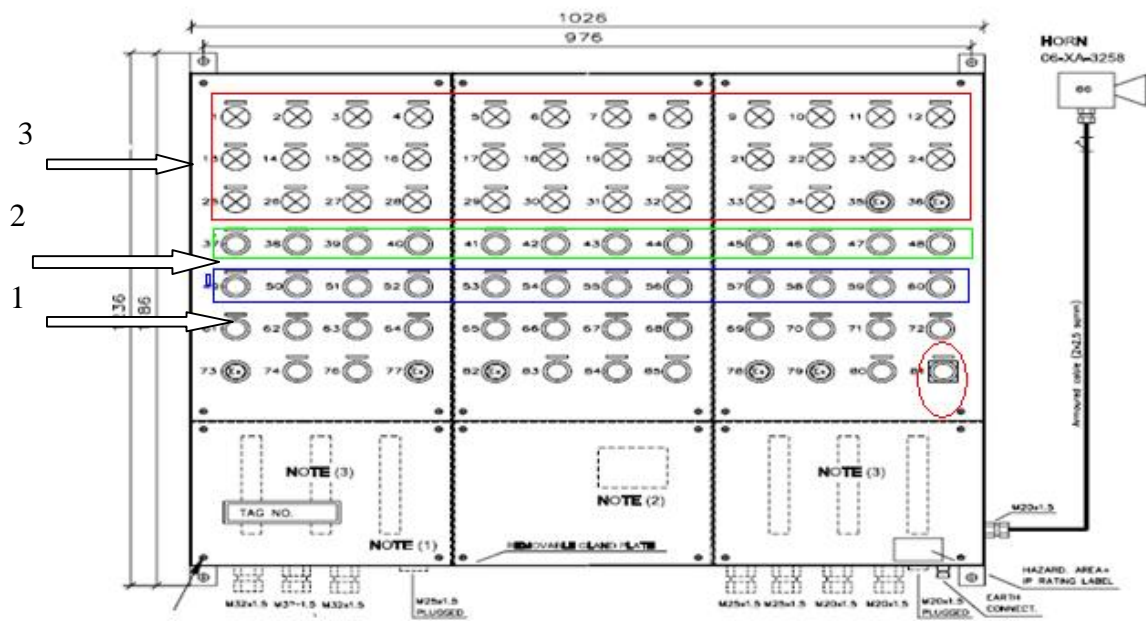 1026
976
HORN
06-XA-3258
66
3
2
1
1 2 3 4 5 6 7 8 9 10 11 12
13 14 15 16 17 18 19 20 21 22 23 24
25 26 27 28 29 30 31 32 33 34 35 36
37 38 39 40 41 42 43 44 45 46 47 48
50 51 52 53 54 55 56 57 58 59 60
62 63 64 65 66 67 68 69 70 71 72
73 74 77 82 83 84 85 78 79 80
Armoured cable (2x2.5 sqmm)
NOTE (3)
NOTE (2)
NOTE (3)
TAG NO.
NOTE (1)
REMOVABLE GLAND PLATE
M20x1.5
HAZARD. AREA+
IP RATING LABEL
EARTH
CONNECT.
M32x1.5
M32x1.5
M25x1.5
PLUGGED
M25x1.5
M25x1.5
M20x1.5
M20x1.5
M20x1.5
PLUGGED